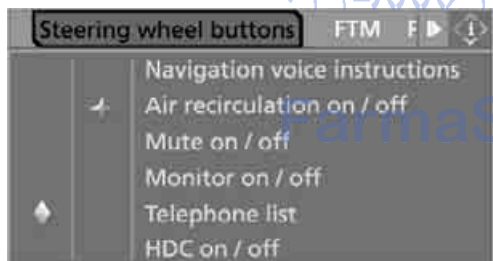 Steering wheel buttons FTM
Navigation voice instructions
Air recirculation on / off
Mute on / off
Monitor on / off
Telephone list
HDC on / off